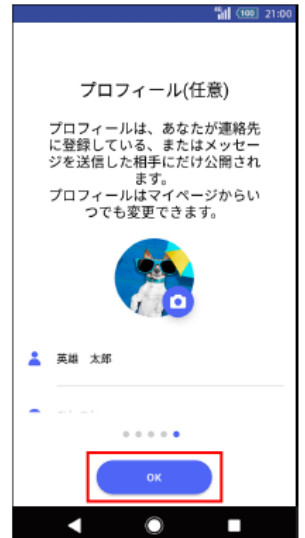 100 21:00
プロフィール(任意)
プロフィールは、あなたが連絡先
に登録している、またはメッセー
ジを送信した相手にだけ公開され
ます。
プロフィールはマイページからい
つでも変更できます。
英雄 太郎
OK